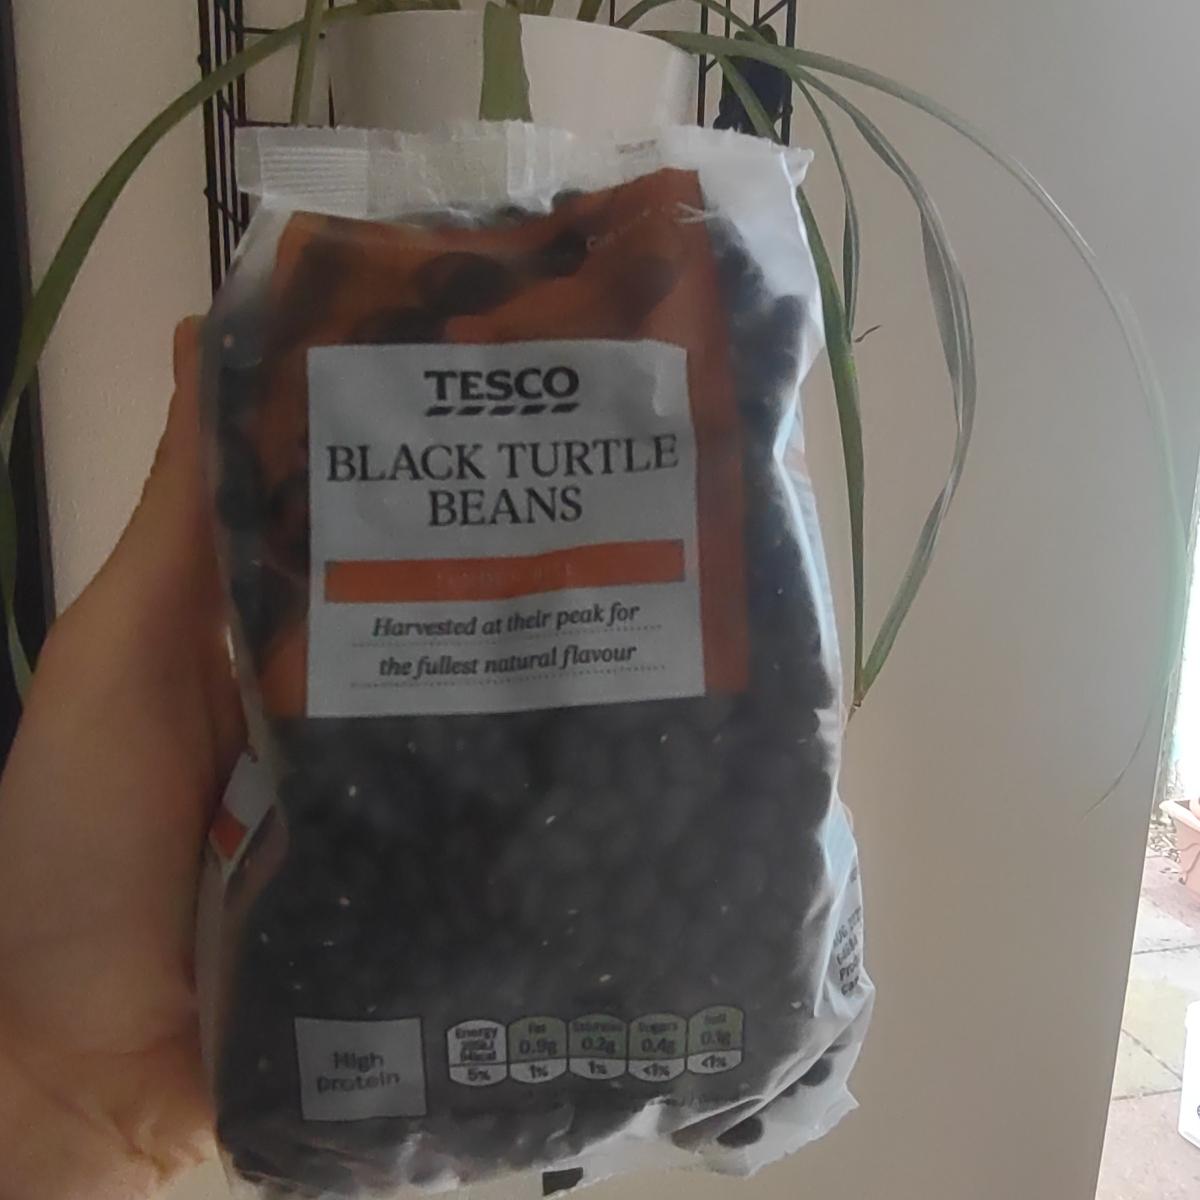 TESCO
BLACK TURTLE
BEANS
Harvested at their peak for
the fullest natural flavour
High
Protein
Energy Fat Saturates Sugars Salt
0.9g 0.2g 0.4g 0.1g
5% 1% 1% <1% <1%